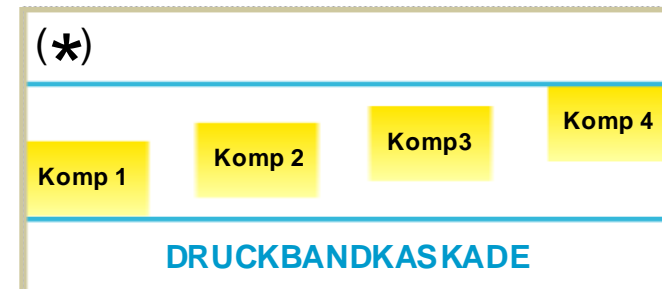 (*)
Komp 4
Komp3
Komp 2
Komp 1
DRUCKBANDKASKADE